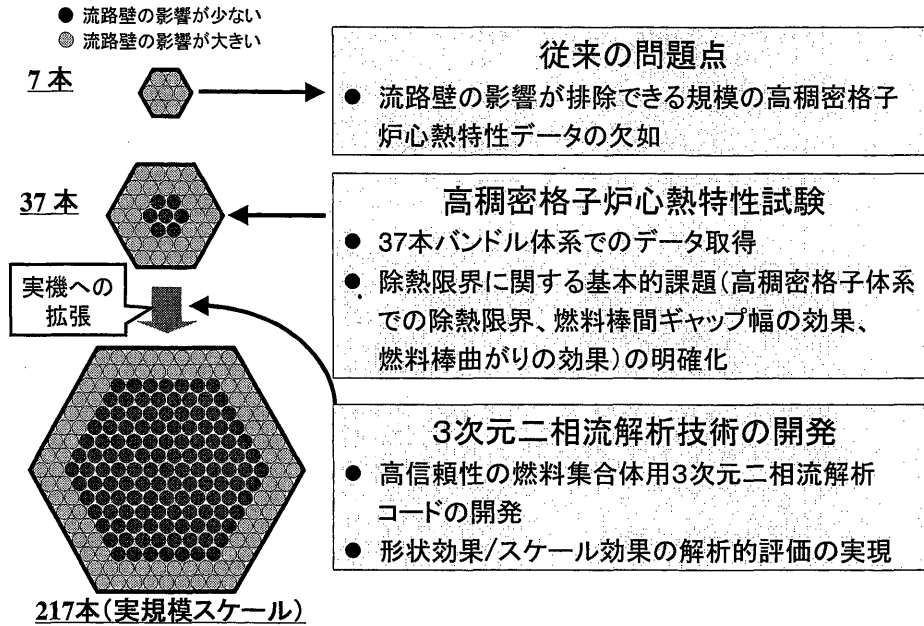 ● 流路壁の影響が少ない
● 流路壁の影響が大きい
7本
従来の問題点
● 流路壁の影響が排除できる規模の高稠密格子
炉心熱特性データの欠如
37本
高稠密格子炉心熱特性試験
● 37本バンドル体系でのデータ取得
● 除熱限界に関する基本的課題(高稠密格子体系
での除熱限界、燃料棒間ギャップ幅の効果、
燃料棒曲がりの効果)の明確化
実機への
拡張
3次元二相流解析技術の開発
● 高信頼性の燃料集合体用3次元二相流解析
コードの開発
● 形状効果/スケール効果の解析的評価の実現
217本(実規模スケール)